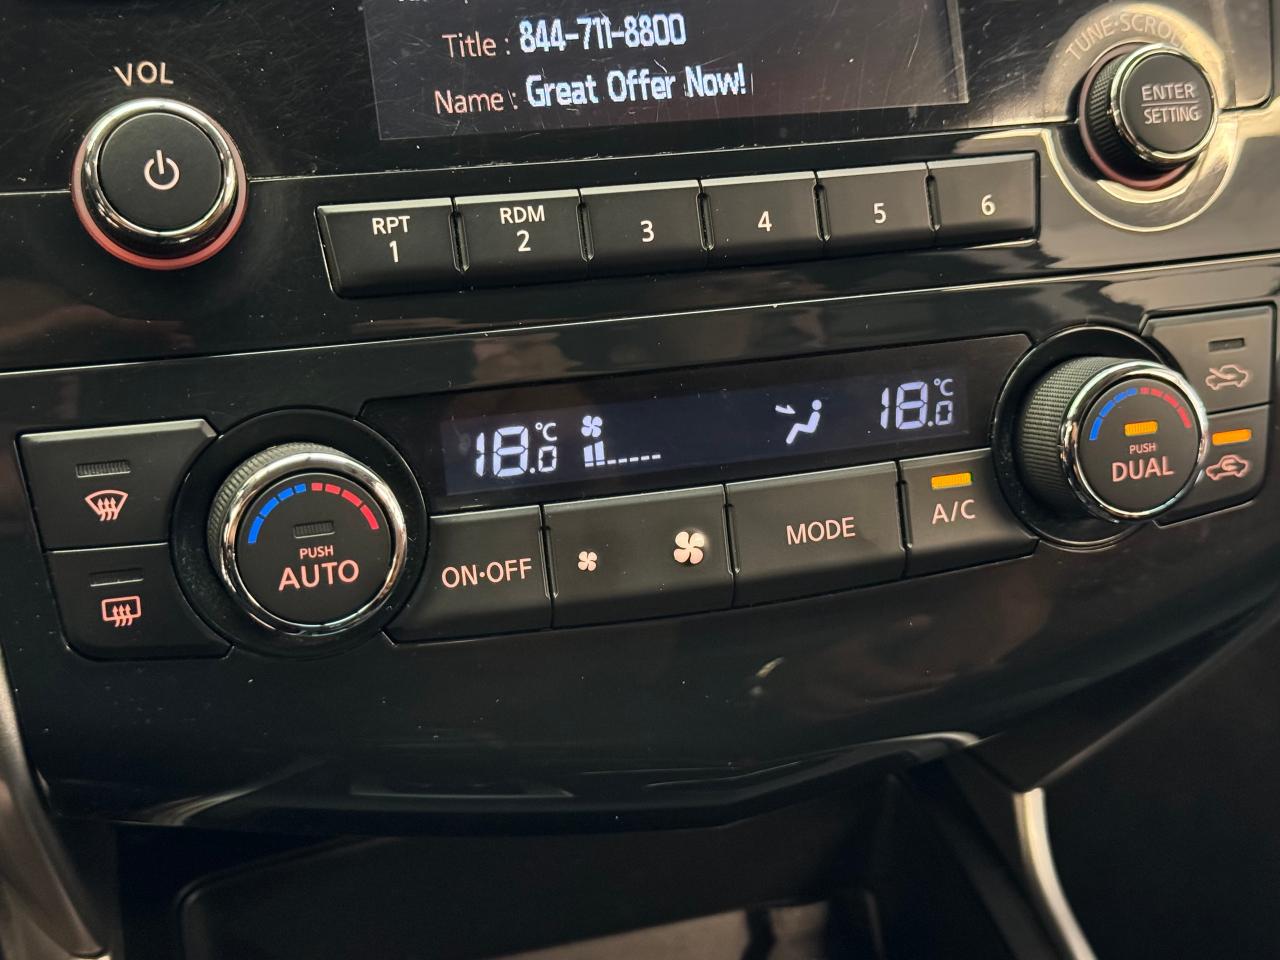 Title : 844-711-8800
Name : Great Offer Now!
VOL
TUNE·SCROLL
ENTER
SETTING
RPT
1
RDM
2
3
4
5
6
18.0 °C
18.0 °C
PUSH
AUTO
ON·OFF
MODE
A/C
PUSH
DUAL